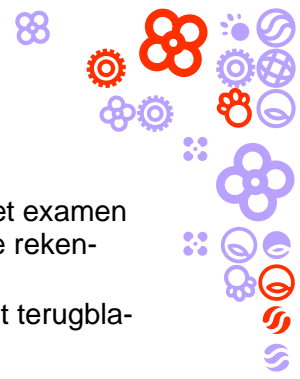 et examen
e reken-
t terugbla-